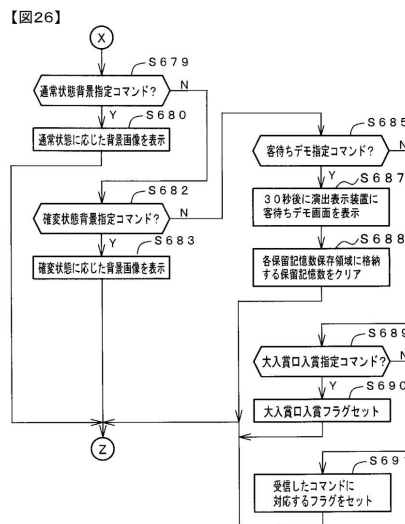 【図26】
X
S679
通常状態背景指定コマンド?
N
Y
S680
通常状態に応じた背景画像を表示
S682
確変状態背景指定コマンド?
N
Y
S683
確変状態に応じた背景画像を表示
Z
S685
客待ちデモ指定コマンド?
N
Y
S687
30秒後に演出表示装置に
客待ちデモ画面を表示
S688
各保留記憶数保存領域に格納
する保留記憶数をクリア
S689
大入賞口入賞指定コマンド?
N
Y
S690
大入賞口入賞フラグセット
受信したコマンドに
対応するフラグをセット